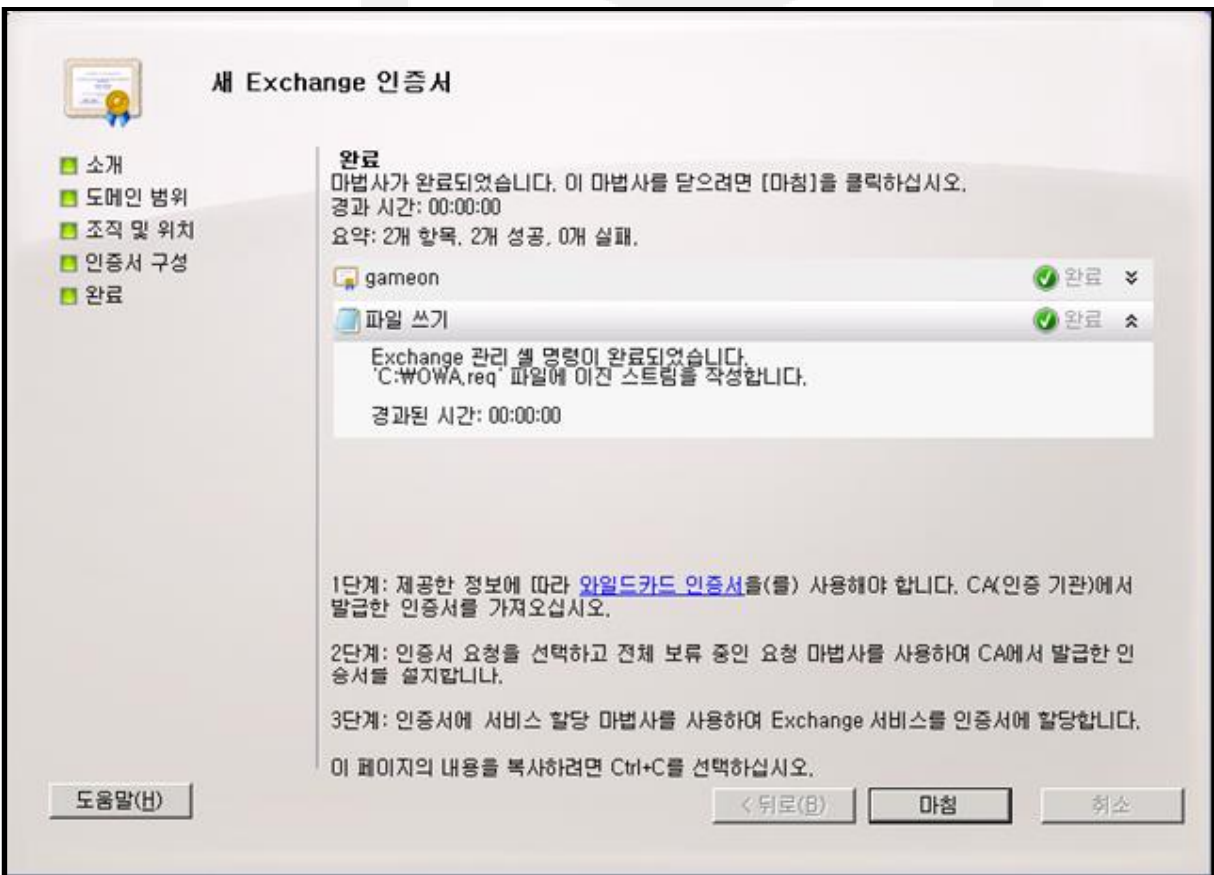 새 Exchange 인증서
소개
도메인 범위
조직 및 위치
인증서 구성
완료
완료
마법사가 완료되었습니다. 이 마법사를 닫으려면 [마침]을 클릭하십시오.
경과 시간: 00:00:00
요약: 2개 항목. 2개 성공, 0개 실패.
gameon 완료
파일 쓰기 완료
Exchange 관리 셸 명령이 완료되었습니다.
'C:₩OWA.req' 파일에 이진 스트림을 작성합니다.
경과된 시간: 00:00:00
1단계: 제공한 정보에 따라 와일드카드 인증서을(를) 사용해야 합니다. CA(인증 기관)에서
발급한 인증서를 가져오십시오.
2단계: 인증서 요청을 선택하고 전체 보류 중인 요청 마법사를 사용하여 CA에서 발급한 인
증서를 설치합니다.
3단계: 인증서에 서비스 할당 마법사를 사용하여 Exchange 서비스를 인증서에 할당합니다.
이 페이지의 내용을 복사하려면 Ctrl+C를 선택하십시오.
도움말(H) < 뒤로(B) 마침 취소